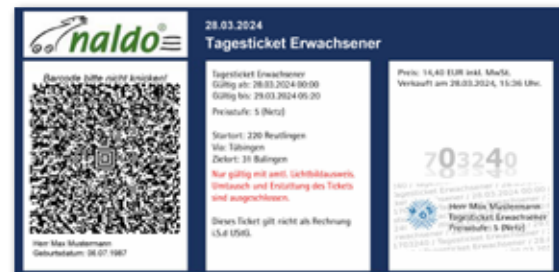 naldo
28.03.2024
Tagesticket Erwachsener
Barcode bitte nicht knicken!
Herr Max Mustermann
Geburtsdatum: 06.07.1987
Tagesticket Erwachsener
Gültig ab: 28.03.2024 00:00
Gültig bis: 29.03.2024 05:20
Preisstufe: 5 (Netz)
Startort: 220 Reutlingen
Via: Tübingen
Zielort: 31 Balingen
Nur gültig mit amtl. Lichtbildausweis.
Umtausch und Erstattung des Tickets
sind ausgeschlossen.
Dieses Ticket gilt nicht als Rechnung
i.S.d UStG.
Preis: 14,40 EUR inkl. MwSt.
Verkauft am 28.03.2024, 15:36 Uhr.
703240
Herr Max Mustermann
Tagesticket Erwachsener
Preisstufe: 5 (Netz)